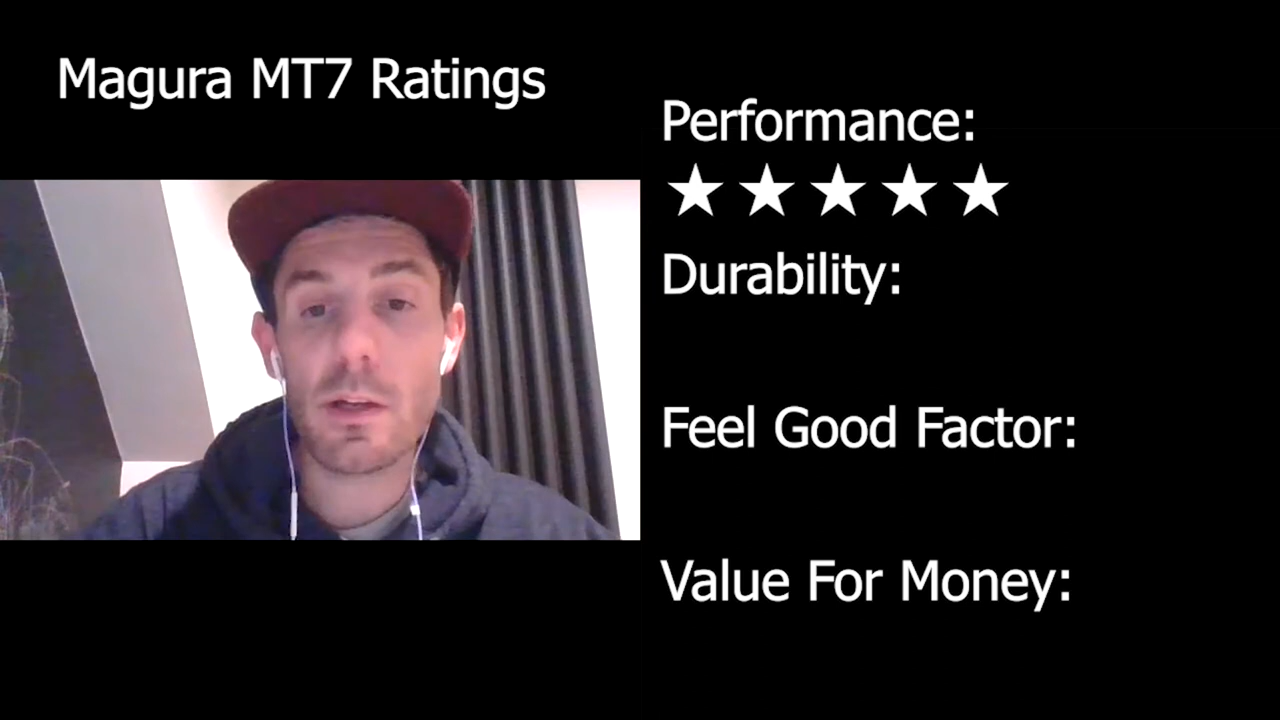 Magura MT7 Ratings
Performance:
★★★★★
Durability:
Feel Good Factor:
Value For Money: